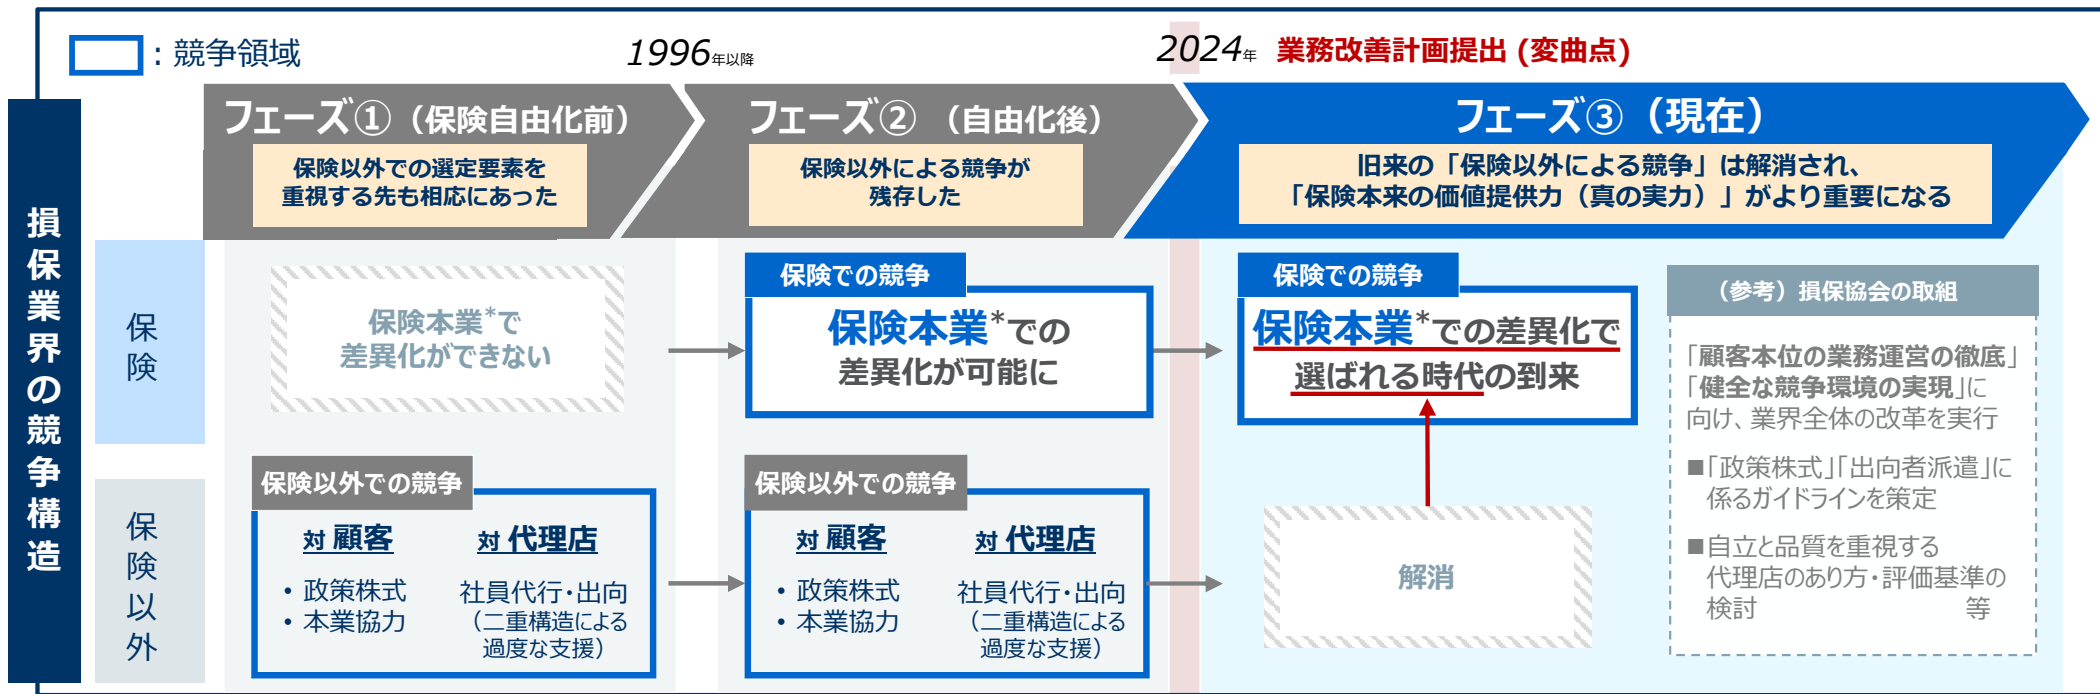 ：競争領域
1996年以降
2024年 業務改善計画提出 (変曲点)
損保業界の競争構造
フェーズ①（保険自由化前）
保険以外での選定要素を
重視する先も相応にあった
フェーズ②（自由化後）
保険以外による競争が
残存した
フェーズ③（現在）
旧来の「保険以外による競争」は解消され、
「保険本来の価値提供力（真の実力）」がより重要になる
保険
保険本業*で
差異化ができない
保険での競争
保険本業*での
差異化が可能に
保険での競争
保険本業*での差異化で
選ばれる時代の到来
保険以外
保険以外での競争
対 顧客
・政策株式
・本業協力
対 代理店
社員代行・出向
（二重構造による
過度な支援）
保険以外での競争
対 顧客
・政策株式
・本業協力
対 代理店
社員代行・出向
（二重構造による
過度な支援）
解消
（参考）損保協会の取組
「顧客本位の業務運営の徹底」
「健全な競争環境の実現」に
向け、業界全体の改革を実行
■「政策株式」「出向者派遣」に
係るガイドラインを策定
■自立と品質を重視する
代理店のあり方・評価基準の
検討 等